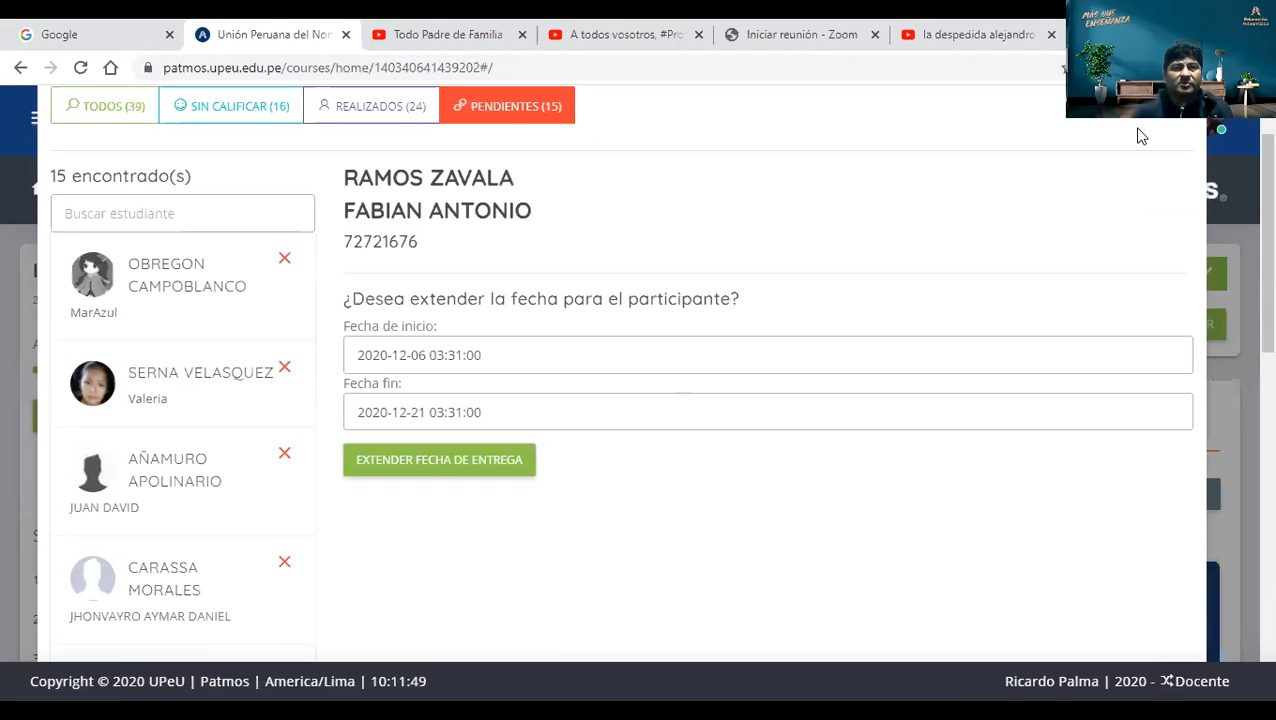 Google
Unión Peruana del Nor
Todo Padre de Familia
A todos vosotros, #Pro
Iniciar reunión - Zoom
la despedida alejandro
MÁS QUE
ENSEÑANZA
patmos.upeu.edu.pe/courses/home/140340641439202#/
TODOS (39)
SIN CALIFICAR (16)
REALIZADOS (24)
PENDIENTES (15)
15 encontrado(s)
Buscar estudiante
OBREGON
CAMPOBLANCO
MarAzul
SERNA VELASQUEZ
Valeria
AÑAMURO
APOLINARIO
JUAN DAVID
CARASSA
MORALES
JHONVAYRO AYMAR DANIEL
RAMOS ZAVALA
FABIAN ANTONIO
72721676
¿Desea extender la fecha para el participante?
Fecha de inicio:
2020-12-06 03:31:00
Fecha fin:
2020-12-21 03:31:00
EXTENDER FECHA DE ENTREGA
Copyright © 2020 UPeU | Patmos | America/Lima | 10:11:49
Ricardo Palma | 2020 - Docente